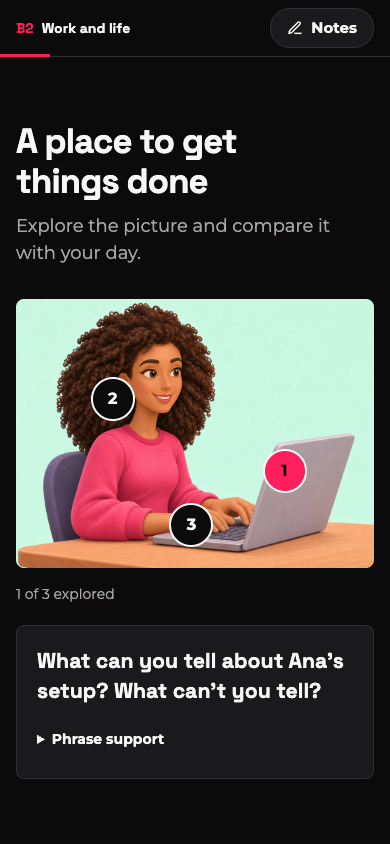 B2 Work and life
Notes
A place to get
things done
Explore the picture and compare it
with your day.
2
1
3
1 of 3 explored
What can you tell about Ana's
setup? What can't you tell?
Phrase support